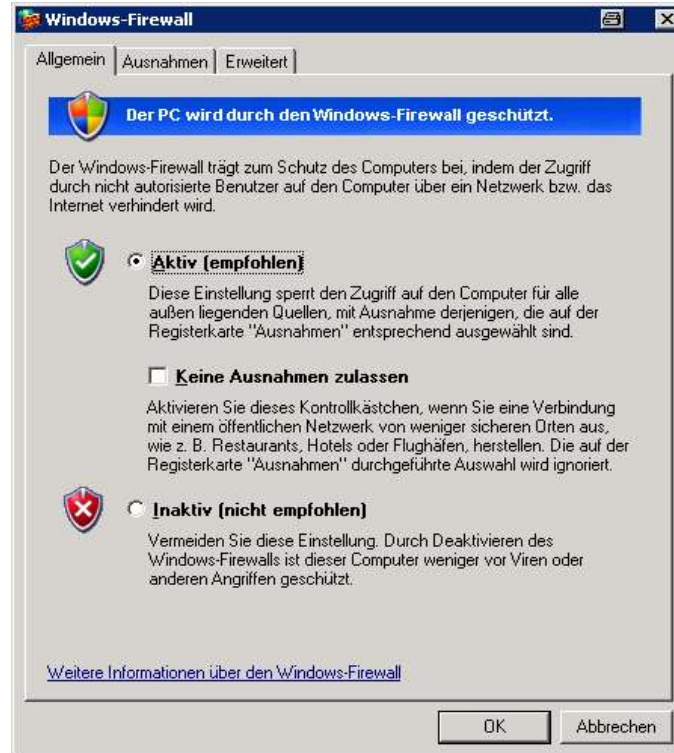 Windows-Firewall
Allgemein Ausnahmen Erweitert
Der PC wird durch den Windows-Firewall geschützt.
Der Windows-Firewall trägt zum Schutz des Computers bei, indem der Zugriff
durch nicht autorisierte Benutzer auf den Computer über ein Netzwerk bzw. das
Internet verhindert wird.
Aktiv (empfohlen)
Diese Einstellung sperrt den Zugriff auf den Computer für alle
außen liegenden Quellen, mit Ausnahme derjenigen, die auf der
Registerkarte "Ausnahmen" entsprechend ausgewählt sind.
Keine Ausnahmen zulassen
Aktivieren Sie dieses Kontrollkästchen, wenn Sie eine Verbindung
mit einem öffentlichen Netzwerk von weniger sicheren Orten aus,
wie z. B. Restaurants, Hotels oder Flughäfen, herstellen. Die auf der
Registerkarte "Ausnahmen" durchgeführte Auswahl wird ignoriert.
Inaktiv (nicht empfohlen)
Vermeiden Sie diese Einstellung. Durch Deaktivieren des
Windows-Firewalls ist dieser Computer weniger vor Viren oder
anderen Angriffen geschützt.
Weitere Informationen über den Windows-Firewall
OK Abbrechen